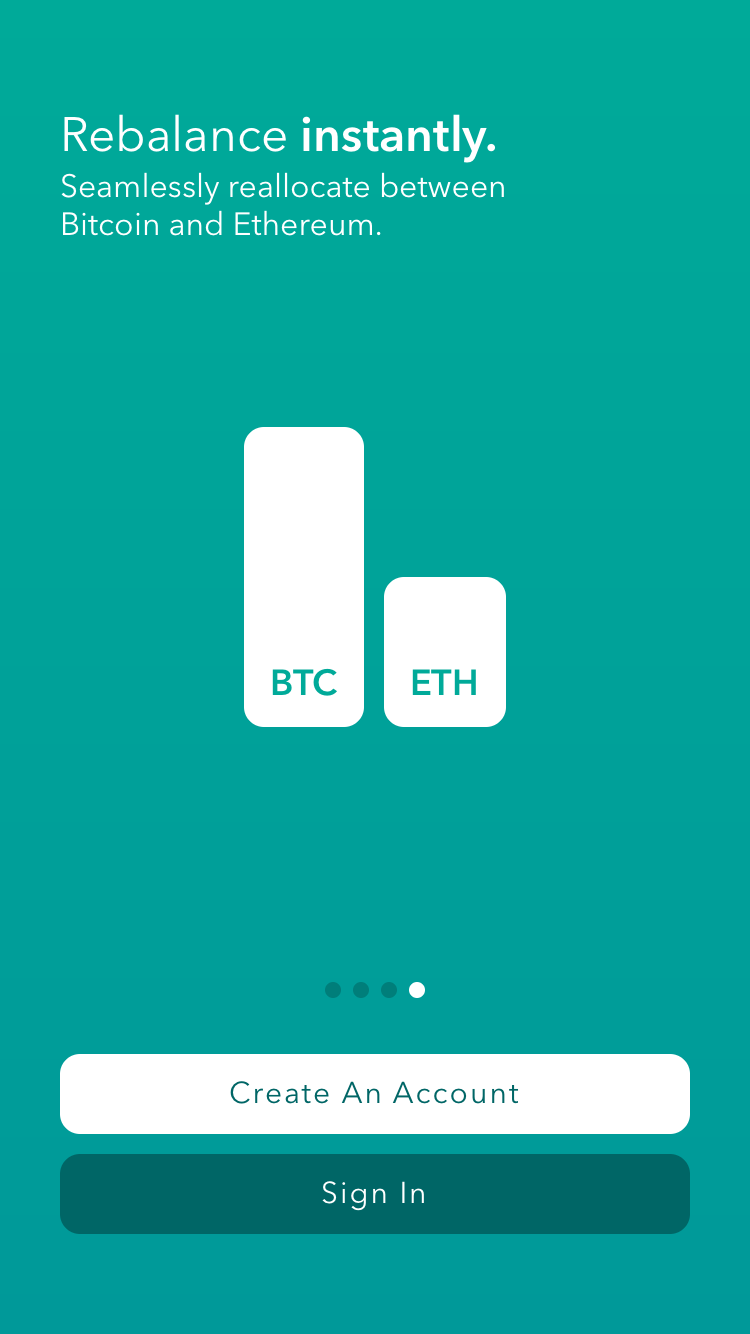 Rebalance instantly.
Seamlessly reallocate between
Bitcoin and Ethereum.
BTC
ETH
Create An Account
Sign In